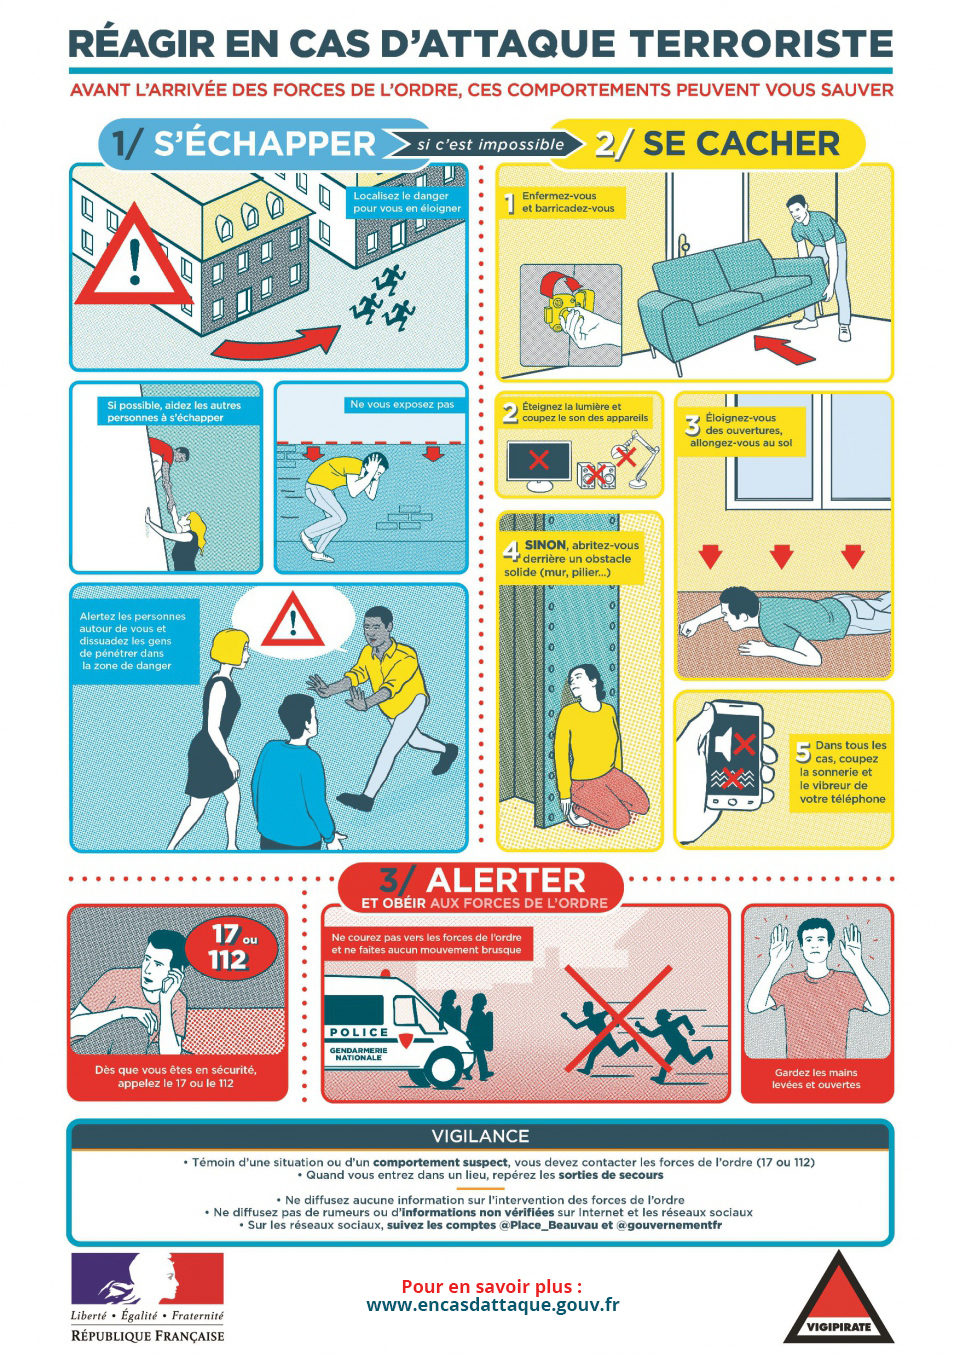 RÉAGIR EN CAS D'ATTAQUE TERRORISTE
AVANT L'ARRIVÉE DES FORCES DE L'ORDRE, CES COMPORTEMENTS PEUVENT VOUS SAUVER
1/ S'ÉCHAPPER
si c'est impossible
2/ SE CACHER
Localisez le danger
pour vous en éloigner
Si possible, aidez les autres
personnes à s'échapper
Ne vous exposez pas
Alertez les personnes
autour de vous et
dissuadez les gens
de pénétrer dans
la zone de danger
1 Enfermez-vous
et barricadez-vous
2 Éteignez la lumière et
coupez le son des appareils
3 Éloignez-vous
des ouvertures,
allongez-vous au sol
4 SINON, abritez-vous
derrière un obstacle
solide (mur, pilier...)
5 Dans tous les
cas, coupez
la sonnerie et
le vibreur de
votre téléphone
3/ ALERTER
ET OBÉIR AUX FORCES DE L'ORDRE
17 ou
112
Dès que vous êtes en sécurité,
appelez le 17 ou le 112
Ne courez pas vers les forces de l'ordre
et ne faites aucun mouvement brusque
POLICE
GENDARMERIE
NATIONALE
Gardez les mains
levées et ouvertes
VIGILANCE
• Témoin d'une situation ou d'un comportement suspect, vous devez contacter les forces de l'ordre (17 ou 112)
• Quand vous entrez dans un lieu, repérez les sorties de secours
• Ne diffusez aucune information sur l'intervention des forces de l'ordre
• Ne diffusez pas de rumeurs ou d'informations non vérifiées sur Internet et les réseaux sociaux
• Sur les réseaux sociaux, suivez les comptes @Place_Beauvau et @gouvernementfr
Liberté • Égalité • Fraternité
RÉPUBLIQUE FRANÇAISE
Pour en savoir plus :
www.encasdattaque.gouv.fr
VIGIPIRATE